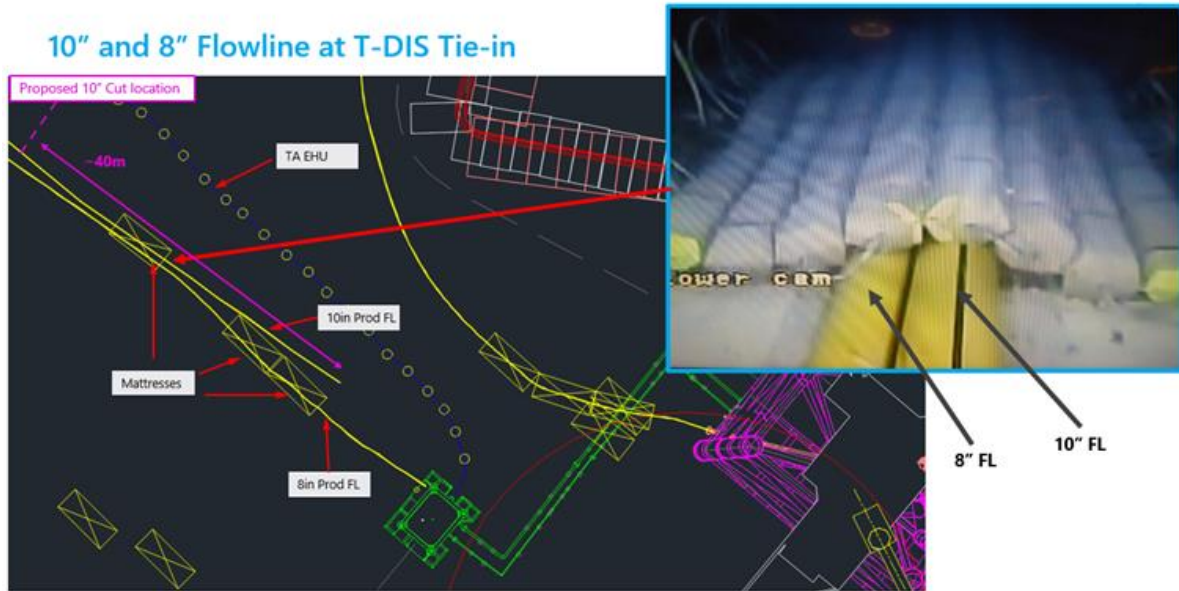 10” and 8” Flowline at T-DIS Tie-in
Proposed 10” Cut location
TA EHU
~40m
10in Prod FL
Mattresses
8in Prod FL
ower cam
8” FL
10” FL